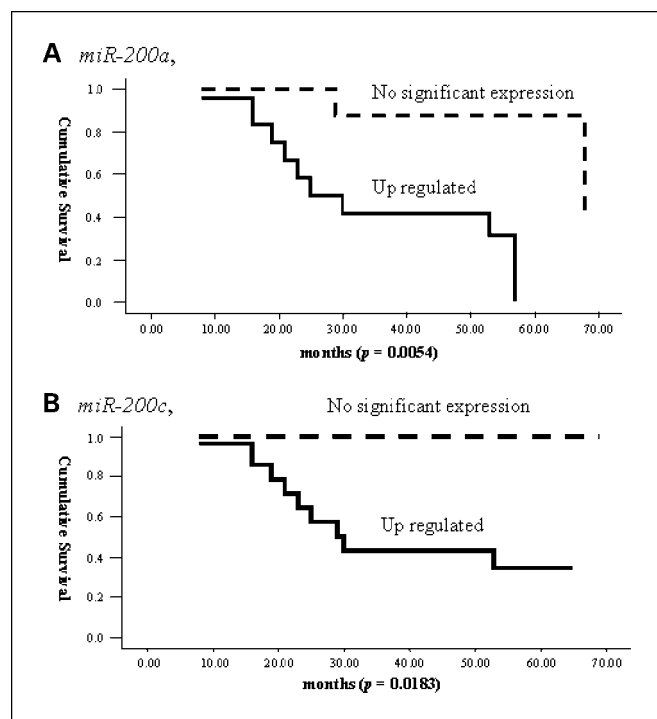 A miR-200a,
No significant expression
Up regulated
Cumulative Survival
1.0
0.8
0.6
0.4
0.2
0.0
0.00 10.00 20.00 30.00 40.00 50.00 60.00 70.00
months (p = 0.0054)
B miR-200c,
No significant expression
Up regulated
Cumulative Survival
1.0
0.8
0.6
0.4
0.2
0.0
0.00 10.00 20.00 30.00 40.00 50.00 60.00 70.00
months (p = 0.0183)